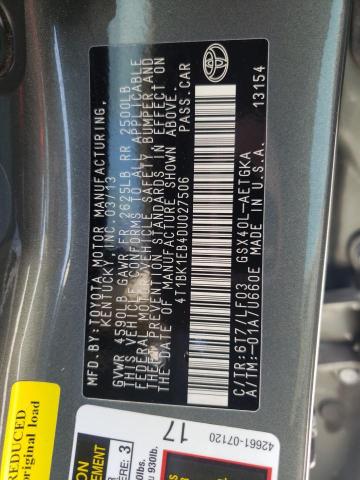 MFD.BY:TOYOTA MOTOR MANUFACTURING,
KENTUCKY, INC. 03/13
GVWR 4590LB GAWR FR 2625LB RR 2500LB
THIS VEHICLE CONFORMS TO ALL APPLICABLE
FEDERAL MOTOR VEHICLE SAFETY, BUMPER AND
THEFT PREVENTION STANDARDS IN EFFECT ON
THE DATE OF MANUFACTURE SHOWN ABOVE.
4T1BK1EB4DU027506 PASS.CAR
C/TR:6T7/LF03 GSX40L-AETGKA
A/TM:-01A/U660E MADE IN U.S.A.
13154
REDUCED
original load
3
17
42661-07120